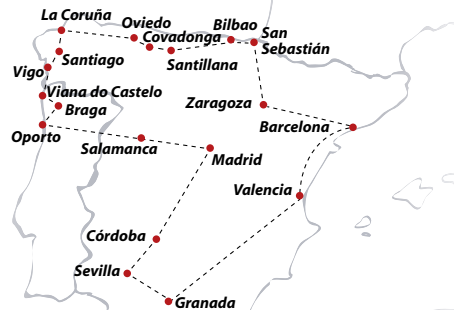 La Coruña
Oviedo
Covadonga
Bilbao
San
Sebastián
Santiago
Santillana
Vigo
Viana do Castelo
Braga
Zaragoza
Barcelona
Oporto
Salamanca
Madrid
Valencia
Córdoba
Sevilla
Granada